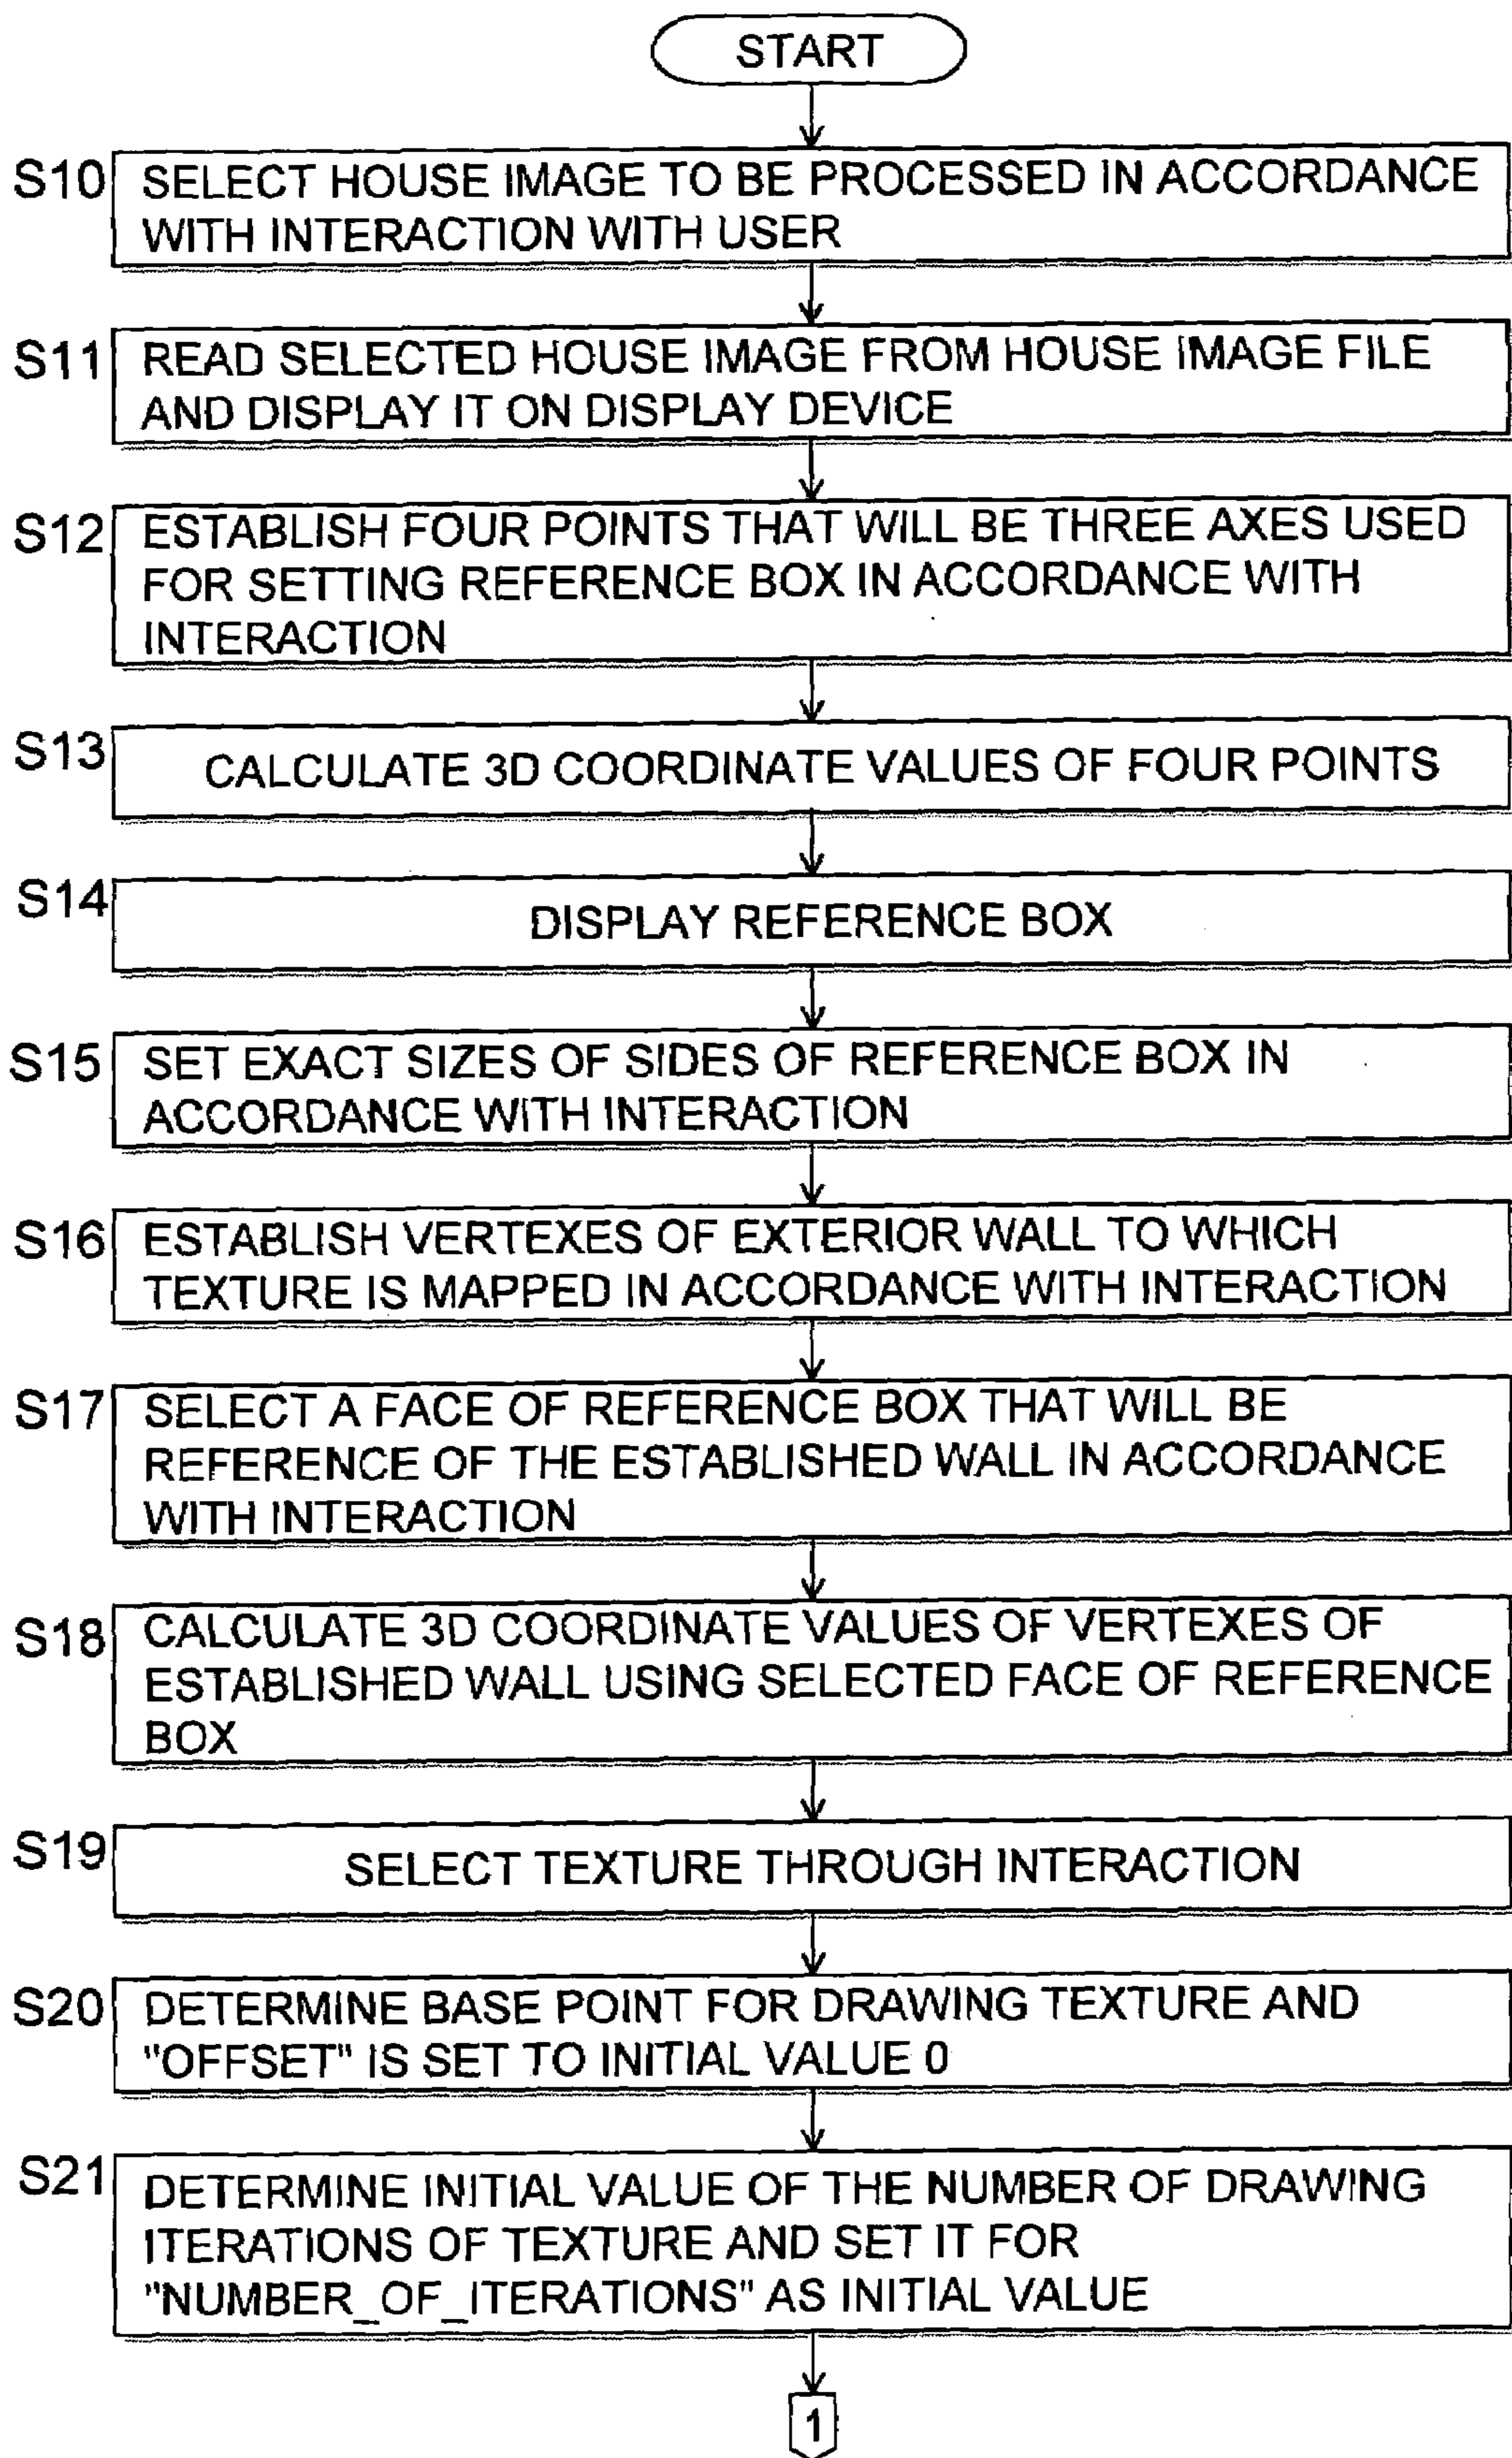 START
S10
SELECT HOUSE IMAGE TO BE PROCESSED IN ACCORDANCE
WITH INTERACTION WITH USER
S11
READ SELECTED HOUSE IMAGE FROM HOUSE IMAGE FILE
AND DISPLAY IT ON DISPLAY DEVICE
S12
ESTABLISH FOUR POINTS THAT WILL BE THREE AXES USED
FOR SETTING REFERENCE BOX IN ACCORDANCE WITH
INTERACTION
S13
CALCULATE 3D COORDINATE VALUES OF FOUR POINTS
S14
DISPLAY REFERENCE BOX
S15
SET EXACT SIZES OF SIDES OF REFERENCE BOX IN
ACCORDANCE WITH INTERACTION
S16
ESTABLISH VERTEXES OF EXTERIOR WALL TO WHICH
TEXTURE IS MAPPED IN ACCORDANCE WITH INTERACTION
S17
SELECT A FACE OF REFERENCE BOX THAT WILL BE
REFERENCE OF THE ESTABLISHED WALL IN ACCORDANCE
WITH INTERACTION
S18
CALCULATE 3D COORDINATE VALUES OF VERTEXES OF
ESTABLISHED WALL USING SELECTED FACE OF REFERENCE
BOX
S19
SELECT TEXTURE THROUGH INTERACTION
S20
DETERMINE BASE POINT FOR DRAWING TEXTURE AND
"OFFSET" IS SET TO INITIAL VALUE 0
S21
DETERMINE INITIAL VALUE OF THE NUMBER OF DRAWING
ITERATIONS OF TEXTURE AND SET IT FOR
"NUMBER_OF_ITERATIONS" AS INITIAL VALUE
1